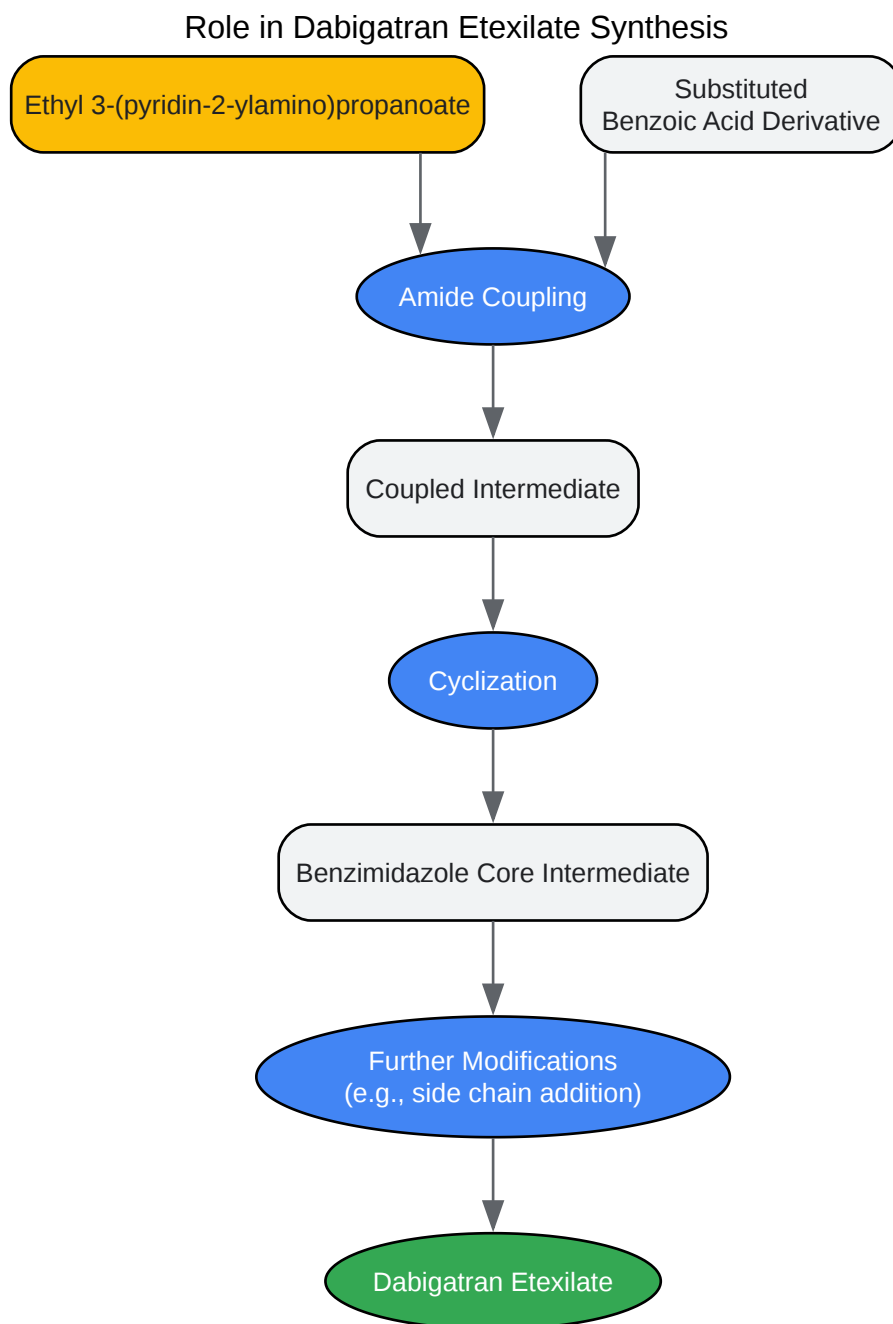 Role in Dabigatran Etexilate Synthesis
Ethyl 3-(pyridin-2-ylamino)propanoate
Substituted
Benzoic Acid Derivative
Amide Coupling
Coupled Intermediate
Cyclization
Benzimidazole Core Intermediate
Further Modifications
(e.g., side chain addition)
Dabigatran Etexilate